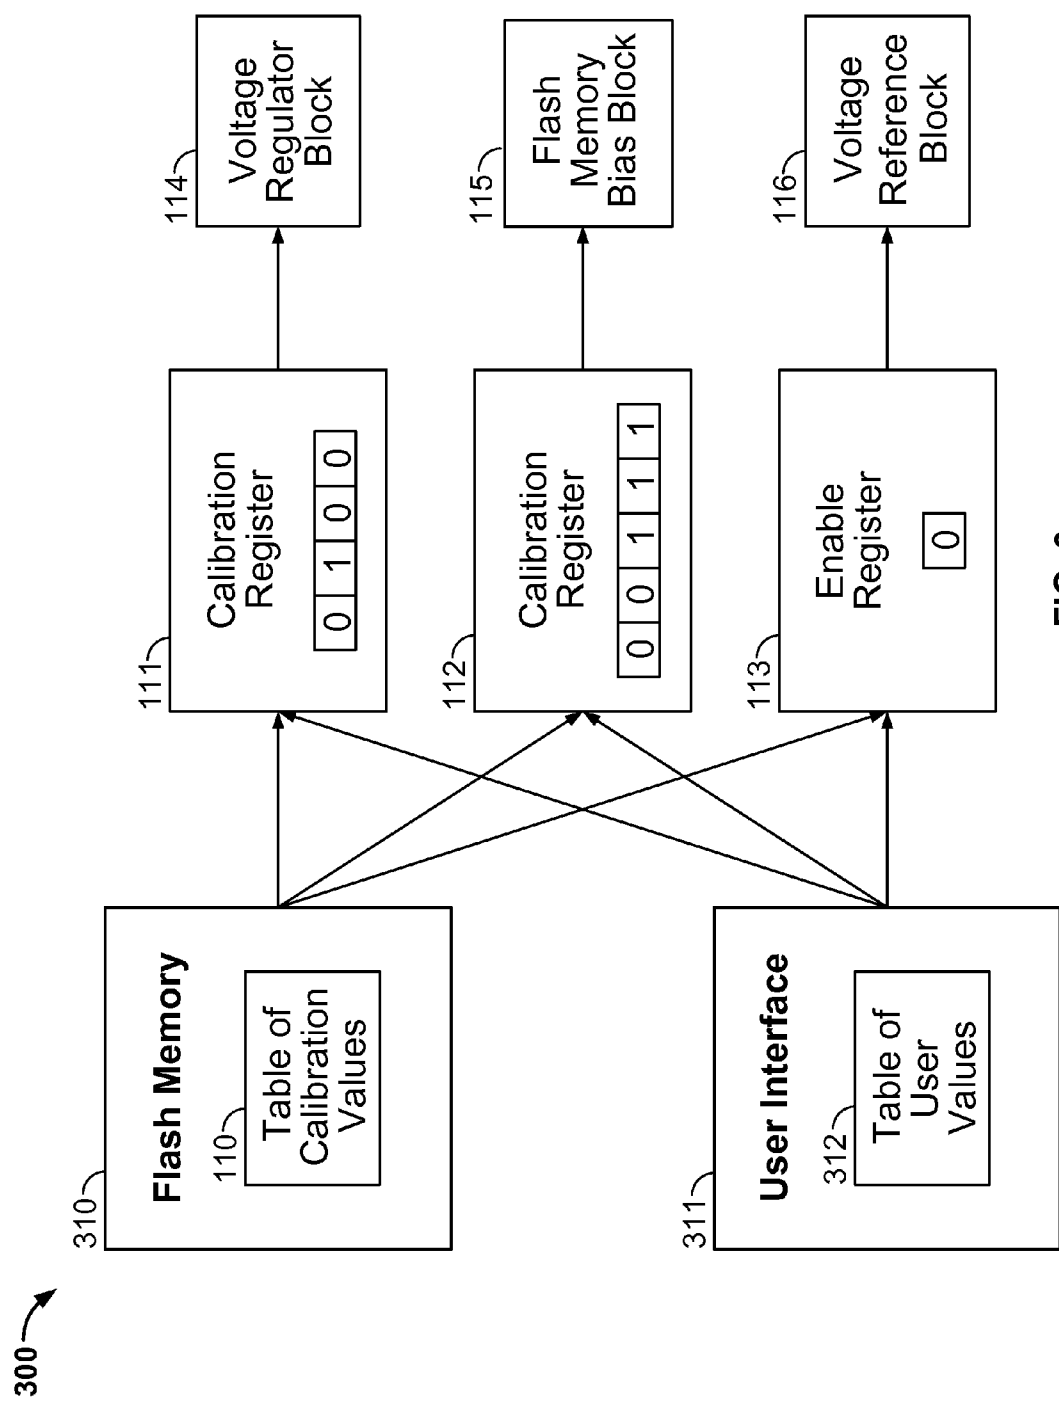 300
310
Flash Memory
110
Table of
Calibration
Values
311
User Interface
312
Table of
User
Values
111
Calibration
Register
0 1 0 0
112
Calibration
Register
0 0 1 1 1
113
Enable
Register
0
114
Voltage
Regulator
Block
115
Flash
Memory
Bias Block
116
Voltage
Reference
Block